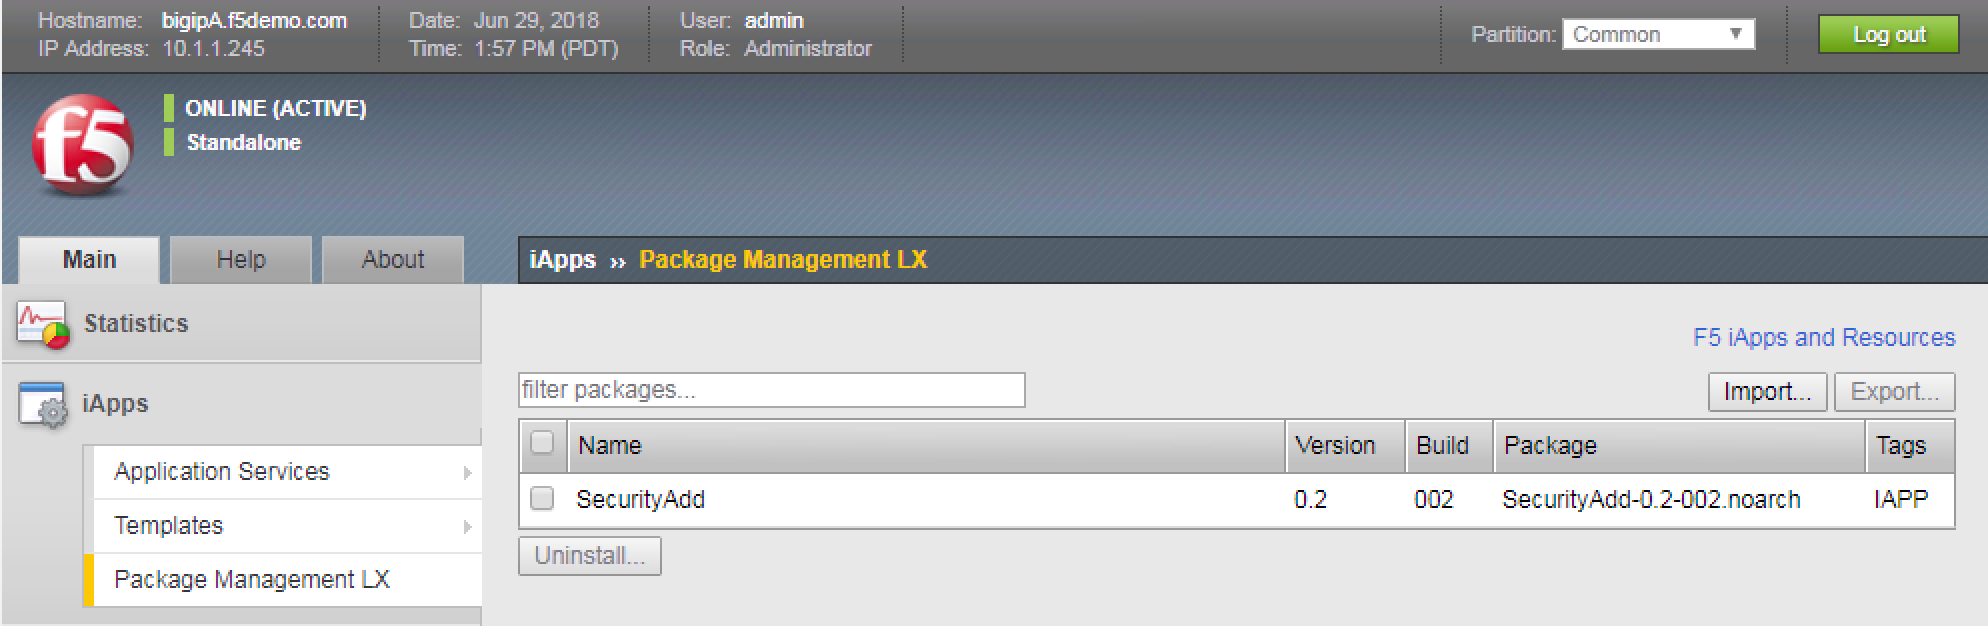 Hostname: bigipA.f5demo.com Date: Jun 29, 2018 User: admin
IP Address: 10.1.1.245 Time: 1:57 PM (PDT) Role: Administrator
Partition: Common Log out
f5
ONLINE (ACTIVE)
Standalone
Main Help About
iApps ›› Package Management LX
Statistics
iApps
Application Services
Templates
Package Management LX
F5 iApps and Resources
filter packages...
Import... Export...
Name Version Build Package Tags
SecurityAdd 0.2 002 SecurityAdd-0.2-002.noarch IAPP
Uninstall...